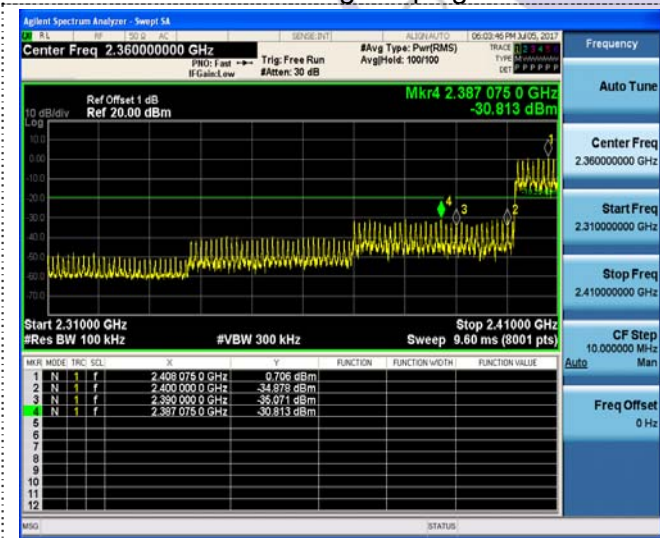 Agilent Spectrum Analyzer - Swept SA
RL RF 50 Ω AC SENSE:INT ALIGNAUTO 06:03:46 PM Jul 05, 2017
Center Freq 2.360000000 GHz
PNO: Fast
IFGain:Low
Trig: Free Run
#Atten: 30 dB
#Avg Type: Pwr(RMS)
Avg|Hold: 100/100
TRACE 1 2 3 4 5 6
TYPE
DET P P P P P P
Ref Offset 1 dB
10 dB/div Ref 20.00 dBm
Log
Mkr4 2.387 075 0 GHz
-30.813 dBm
10.0
0.00
-10.0
-20.0
-30.0
-40.0
-50.0
-60.0
-70.0
1
4
3
2
Start 2.31000 GHz Stop 2.41000 GHz
#Res BW 100 kHz #VBW 300 kHz Sweep 9.60 ms (8001 pts)
MKR MODE TRC SCL X Y FUNCTION FUNCTION WIDTH FUNCTION VALUE
1 N 1 f 2.408 075 0 GHz 0.706 dBm
2 N 1 f 2.400 000 0 GHz -34.878 dBm
3 N 1 f 2.390 000 0 GHz -35.071 dBm
4 N 1 f 2.387 075 0 GHz -30.813 dBm
5
6
7
8
9
10
11
12
MSG STATUS
Frequency
Auto Tune
Center Freq
2.360000000 GHz
Start Freq
2.310000000 GHz
Stop Freq
2.410000000 GHz
CF Step
10.000000 MHz
Auto Man
Freq Offset
0 Hz